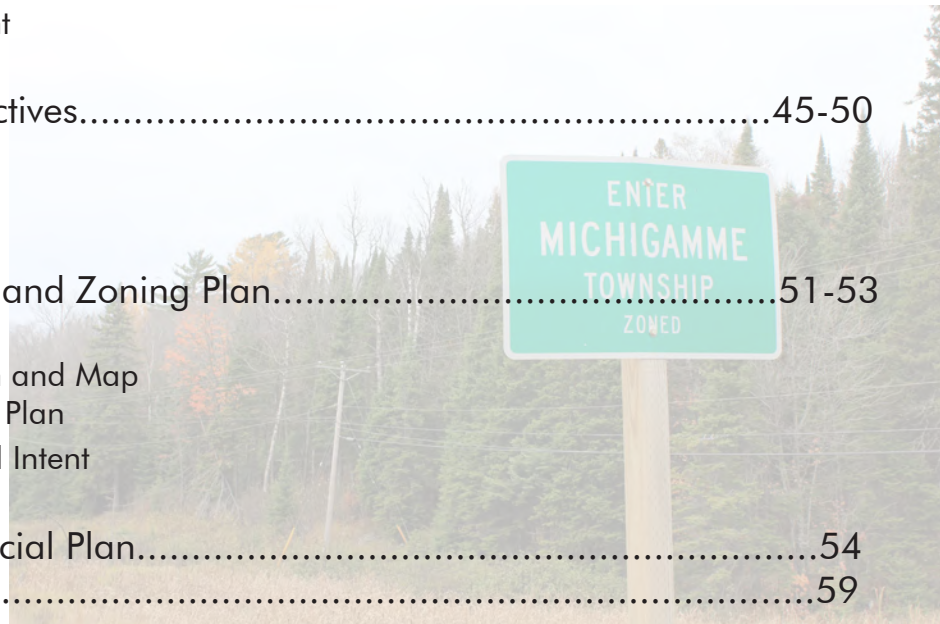 ctives...............................................................45-50
ENTER
MICHIGAMME
TOWNSHIP
and Zoning Plan..............................................51-53
ZONED
and Map
Plan
Intent
cial Plan..............................................................54
..........................................................................59